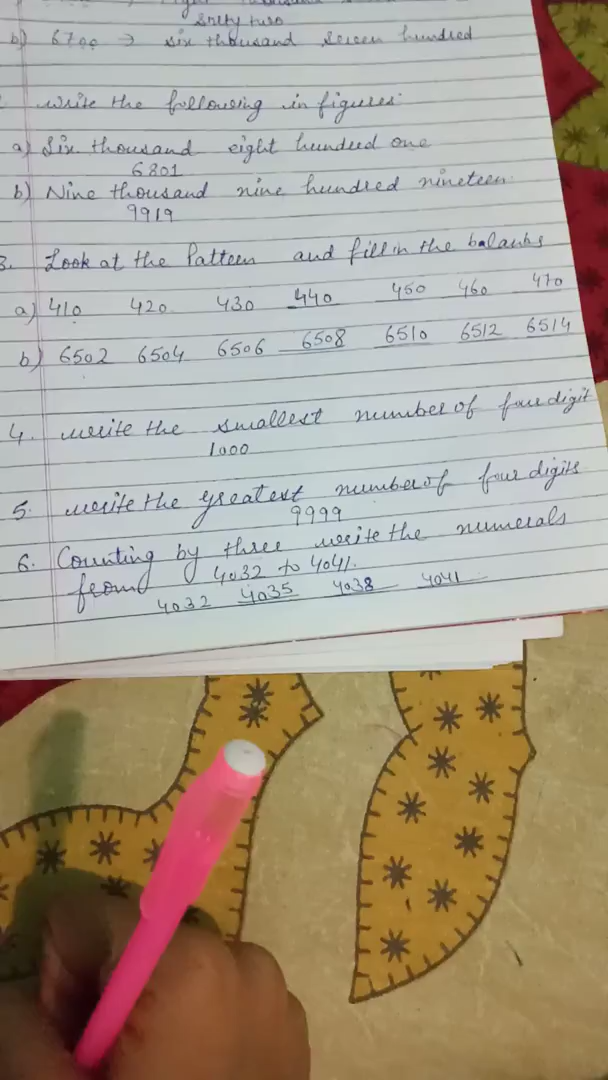 Sixty two
b) 6700 → six thousand seven hundred
write the following in figures:
a) Six thousand eight hundred one
6801
b) Nine thousand nine hundred nineteen
9919
3. Look at the Pattern and fill in the balanks
a) 410 420 430 440 450 460 470
b) 6502 6504 6506 6508 6510 6512 6514
4. write the smallest number of four digit
1000
5. write the greatest number of four digits
9999
6. Counting by three write the numerals
from 4032 to 4041.
4032 4035 4038 4041